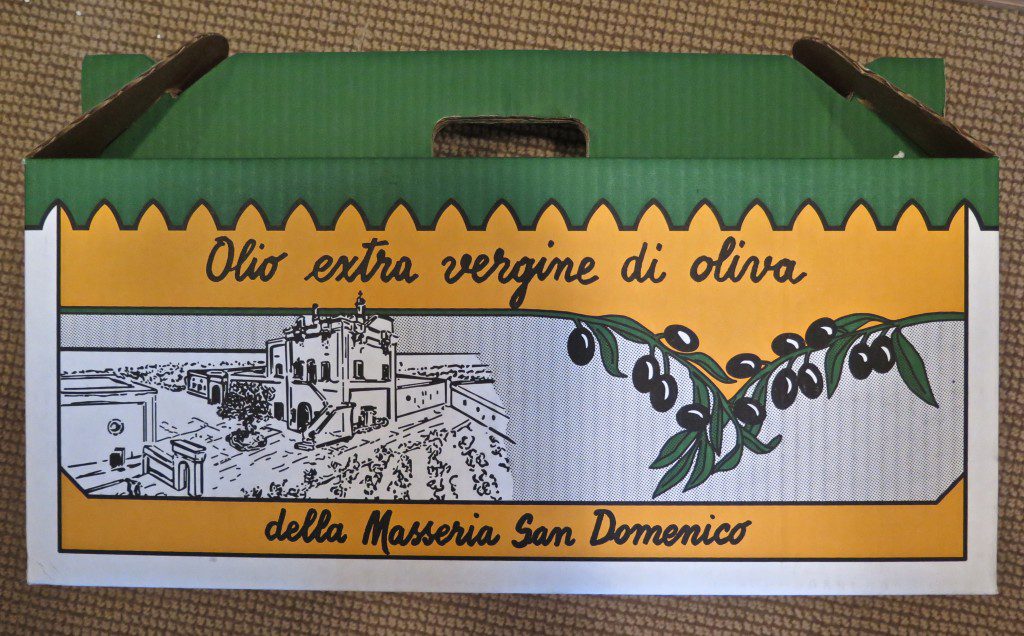 Olio extra vergine di oliva
della Masseria San Domenico